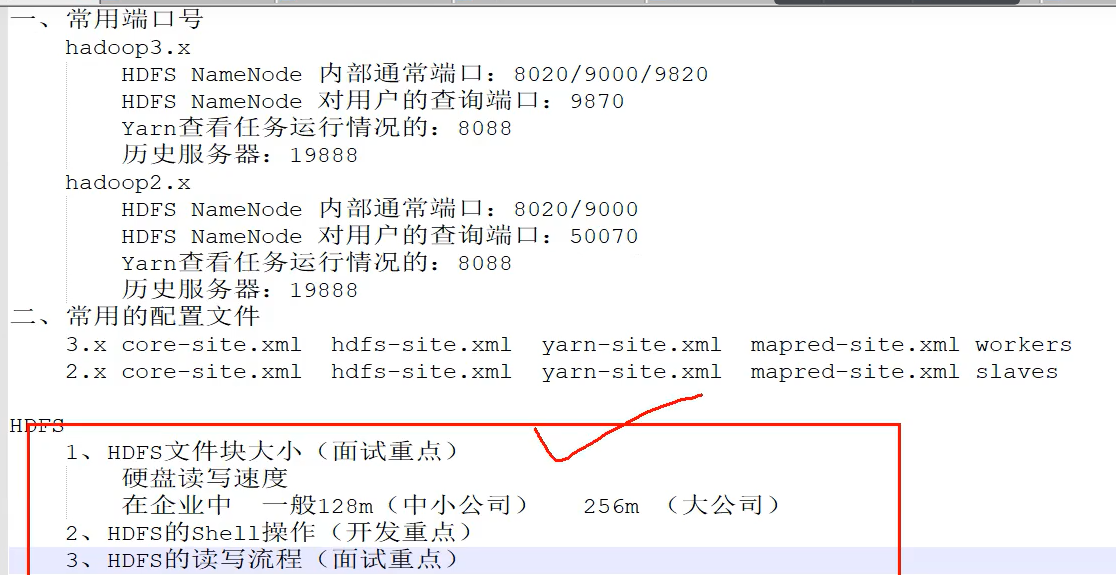 一、常用端口号
hadoop3.x
HDFS NameNode 内部通常端口：8020/9000/9820
HDFS NameNode 对用户的查询端口：9870
Yarn查看任务运行情况的：8088
历史服务器：19888
hadoop2.x
HDFS NameNode 内部通常端口：8020/9000
HDFS NameNode 对用户的查询端口：50070
Yarn查看任务运行情况的：8088
历史服务器：19888
二、常用的配置文件
3.x core-site.xml  hdfs-site.xml  yarn-site.xml  mapred-site.xml workers
2.x core-site.xml  hdfs-site.xml  yarn-site.xml  mapred-site.xml slaves
HDFS
1、HDFS文件块大小（面试重点）
硬盘读写速度
在企业中  一般128m（中小公司）   256m （大公司）
2、HDFS的Shell操作（开发重点）
3、HDFS的读写流程（面试重点）